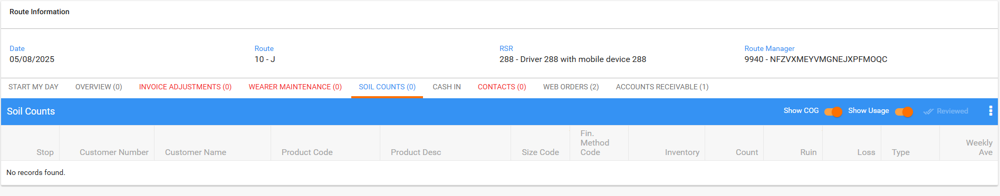 Route Information
Date
Route
RSR
Route Manager
05/08/2025
10 - J
288 - Driver 288 with mobile device 288
9940 - NFZVXMEYVMGNEJXPFMOQC
START MY DAY
OVERVIEW (0)
INVOICE ADJUSTMENTS (0)
WEARER MAINTENANCE (0)
SOIL COUNTS (0)
CASH IN
CONTACTS (0)
WEB ORDERS (2)
ACCOUNTS RECEIVABLE (1)
Soil Counts
Show COG
Show Usage
Reviewed
Stop
Customer Number
Customer Name
Product Code
Product Desc
Size Code
Fin.
Method
Code
Inventory
Count
Ruin
Loss
Type
Weekly
Ave
No records found.